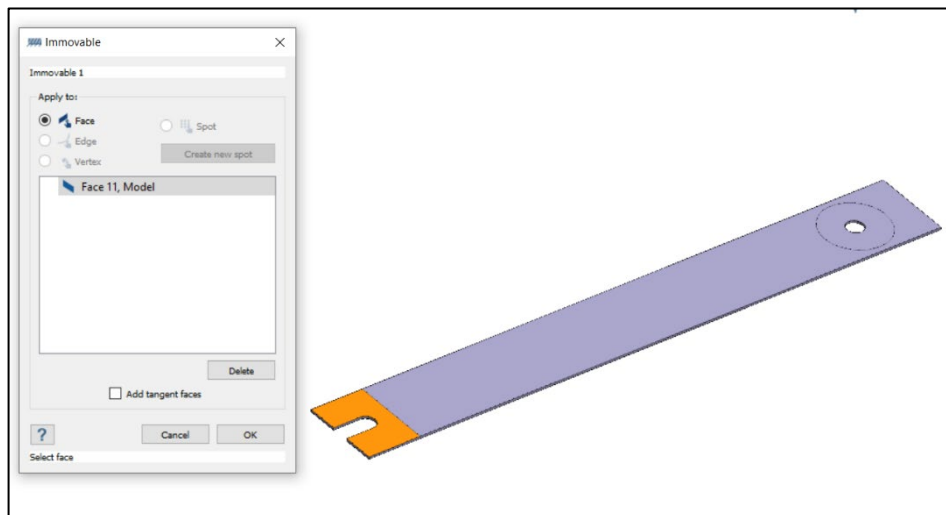 Immovable
Immovable 1
Apply to:
Face
Spot
Edge
Create new spot
Vertex
Face 11, Model
Delete
Add tangent faces
?
Cancel
OK
Select face